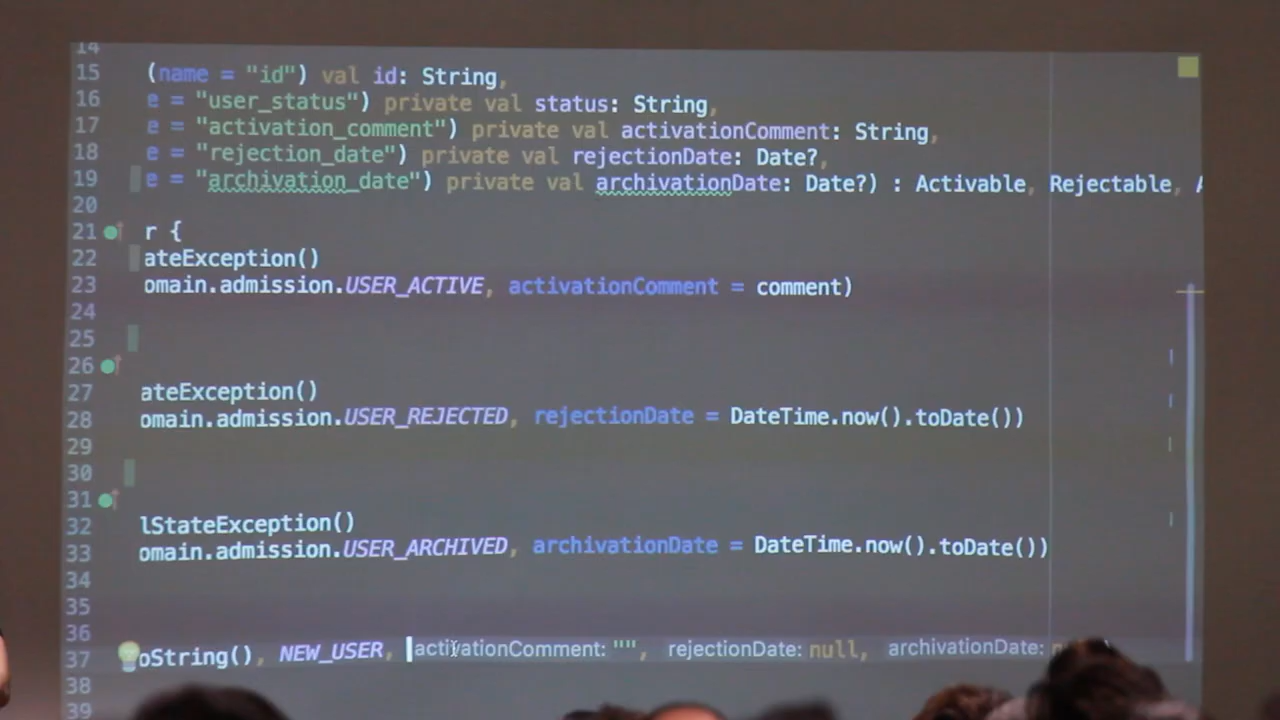 14
15 (name = "id") val id: String,
16 e = "user_status") private val status: String,
17 e = "activation_comment") private val activationComment: String,
18 e = "rejection_date") private val rejectionDate: Date?,
19 e = "archivation_date") private val archivationDate: Date?) : Activable, Rejectable, A
20
21 r {
22 ateException()
23 omain.admission.USER_ACTIVE, activationComment = comment)
24
25
26
27 ateException()
28 omain.admission.USER_REJECTED, rejectionDate = DateTime.now().toDate())
29
30
31
32 lStateException()
33 omain.admission.USER_ARCHIVED, archivationDate = DateTime.now().toDate())
34
35
36
37 oString(), NEW_USER, activationComment: "", rejectionDate: null, archivationDate:
38
39